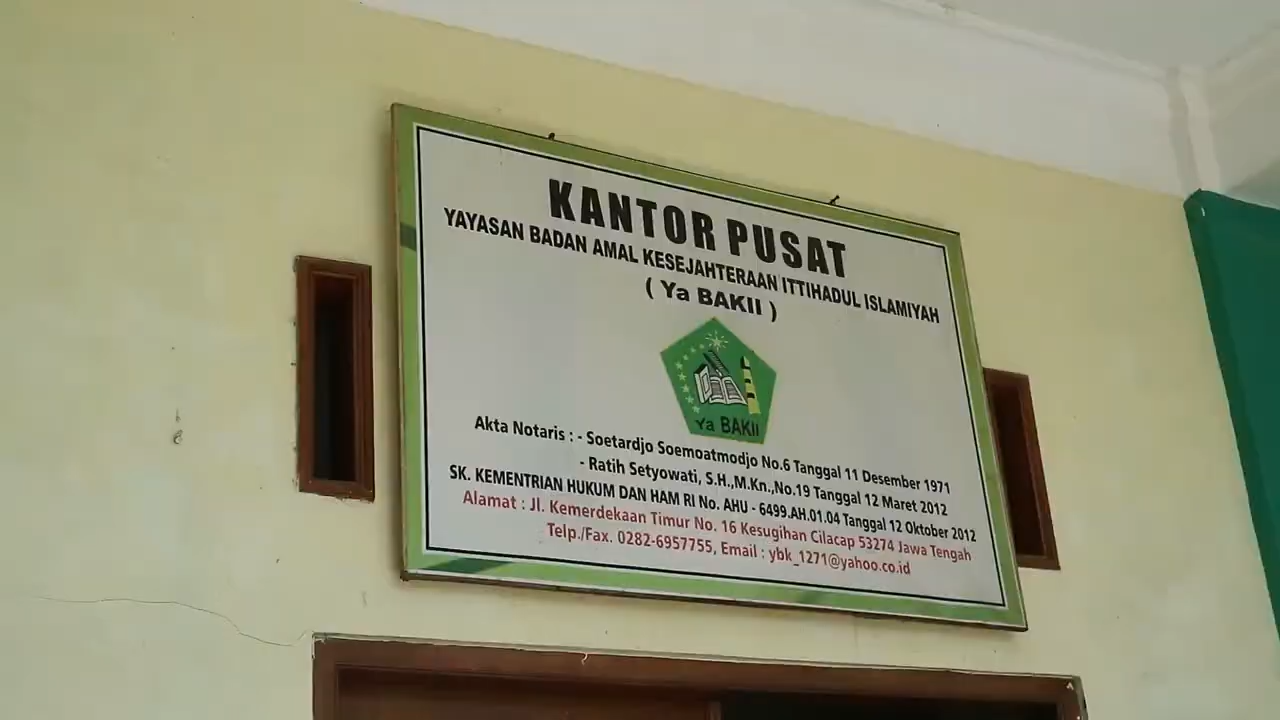 KANTOR PUSAT
YAYASAN BADAN AMAL KESEJAHTERAAN ITTIHADUL ISLAMIYAH
( Ya BAKII )
Ya BAKII
Akta Notaris : - Soetardjo Soemoatmodjo No.6 Tanggal 11 Desember 1971
- Ratih Setyowati, S.H.,M.Kn.,No.19 Tanggal 12 Maret 2012
SK. KEMENTRIAN HUKUM DAN HAM RI No. AHU - 6499.AH.01.04 Tanggal 12 Oktober 2012
Alamat : Jl. Kemerdekaan Timur No. 16 Kesugihan Cilacap 53274 Jawa Tengah
Telp./Fax. 0282-6957755, Email : ybk_1271@yahoo.co.id